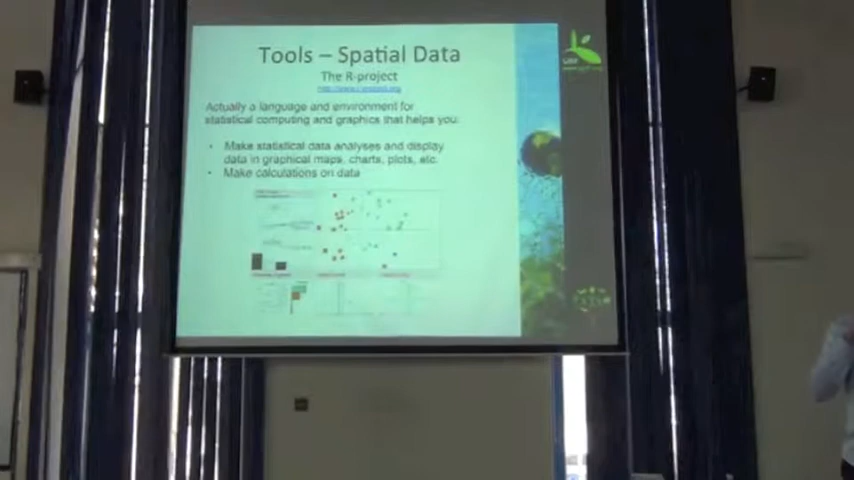 Tools – Spatial Data
The R-project
Actually a language and environment for
statistical computing and graphics that helps you:
• Make statistical data analyses and display
data in graphical maps, charts, plots, etc.
• Make calculations on data